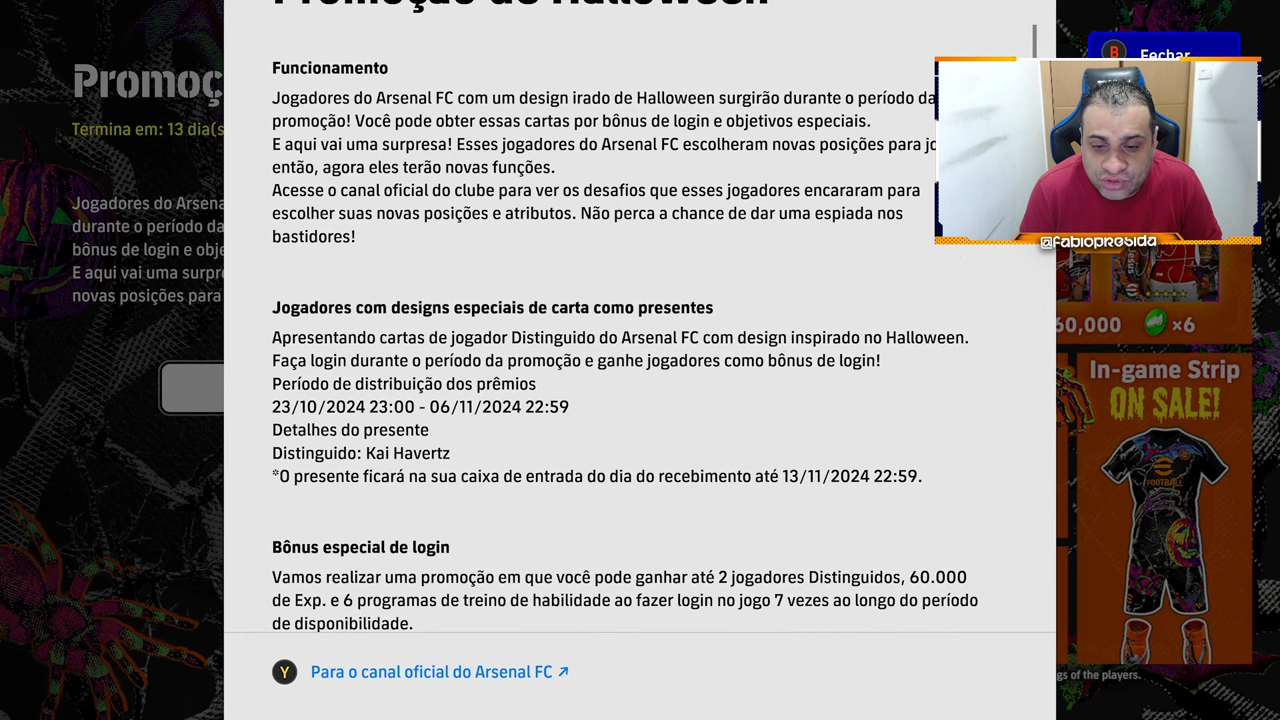 Promoção de Halloween
Promoç
Termina em: 13 dia(s
Jogadores do Arsena
durante o período da
bônus de login e obje
E aqui vai uma surpre
novas posições para
Funcionamento
Jogadores do Arsenal FC com um design irado de Halloween surgirão durante o período da
promoção! Você pode obter essas cartas por bônus de login e objetivos especiais.
E aqui vai uma surpresa! Esses jogadores do Arsenal FC escolheram novas posições para jo
então, agora eles terão novas funções.
Acesse o canal oficial do clube para ver os desafios que esses jogadores encararam para
escolher suas novas posições e atributos. Não perca a chance de dar uma espiada nos
bastidores!
Jogadores com designs especiais de carta como presentes
Apresentando cartas de jogador Distinguido do Arsenal FC com design inspirado no Halloween.
Faça login durante o período da promoção e ganhe jogadores como bônus de login!
Período de distribuição dos prêmios
23/10/2024 23:00 - 06/11/2024 22:59
Detalhes do presente
Distinguido: Kai Havertz
*O presente ficará na sua caixa de entrada do dia do recebimento até 13/11/2024 22:59.
Bônus especial de login
Vamos realizar uma promoção em que você pode ganhar até 2 jogadores Distinguidos, 60.000
de Exp. e 6 programas de treino de habilidade ao fazer login no jogo 7 vezes ao longo do período
de disponibilidade.
Y Para o canal oficial do Arsenal FC
B Fechar
@fabiopresida
Jesus
60,000 ×6
In-game Strip
ON SALE!
FOOTBALL
gs of the players.